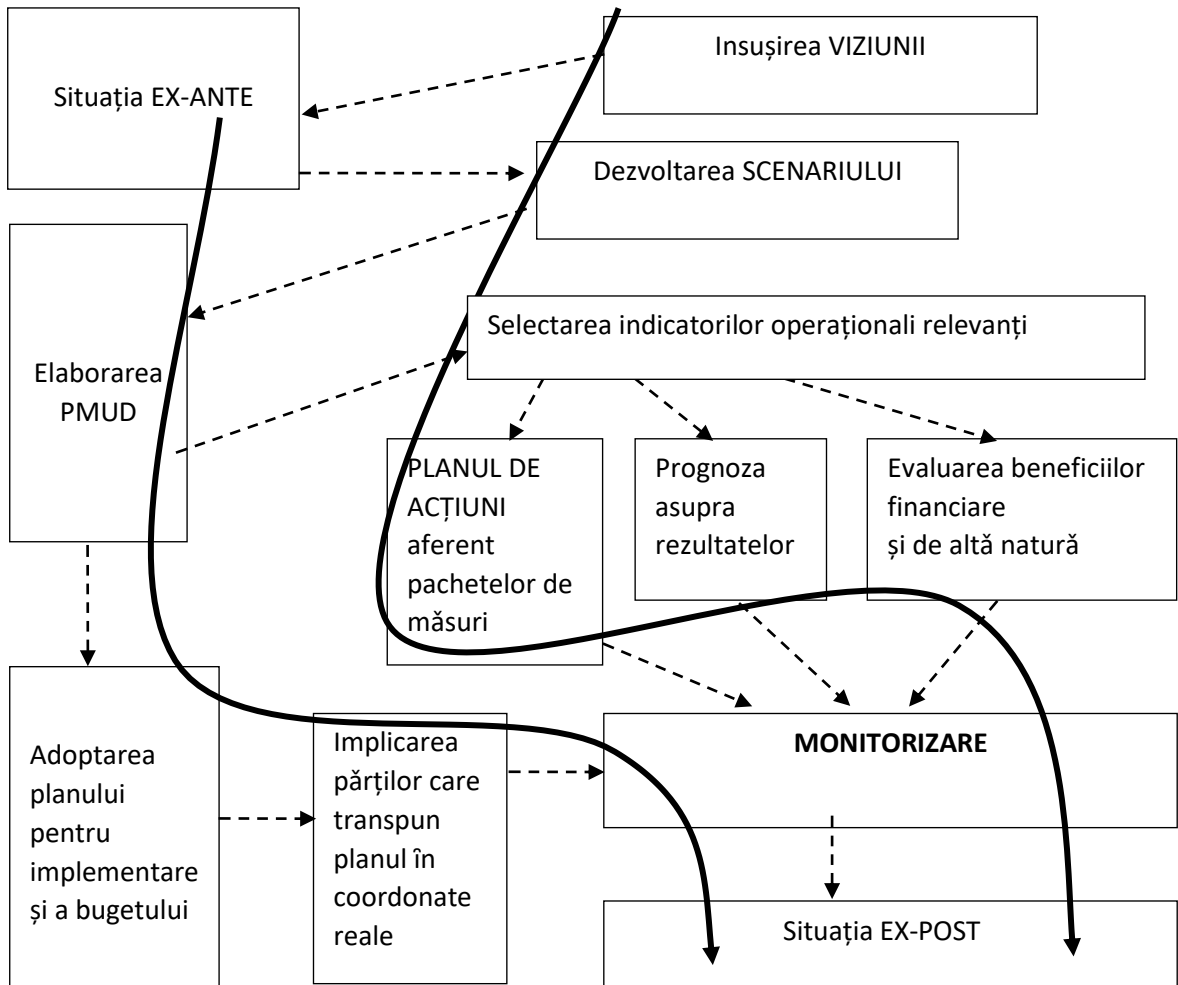 Insușirea VIZIUNII
Situația EX-ANTE
Dezvoltarea SCENARIULUI
Selectarea indicatorilor operaționali relevanți
Elaborarea
PMUD
PLANUL DE
ACȚIUNI
aferent
pachetelor de
măsuri
Prognoza
asupra
rezultatelor
Evaluarea beneficiilor
financiare
și de altă natură
Adoptarea
planului
pentru
implementare
și a bugetului
Implicarea
părților care
transpun
planul în
coordonate
reale
MONITORIZARE
Situația EX-POST